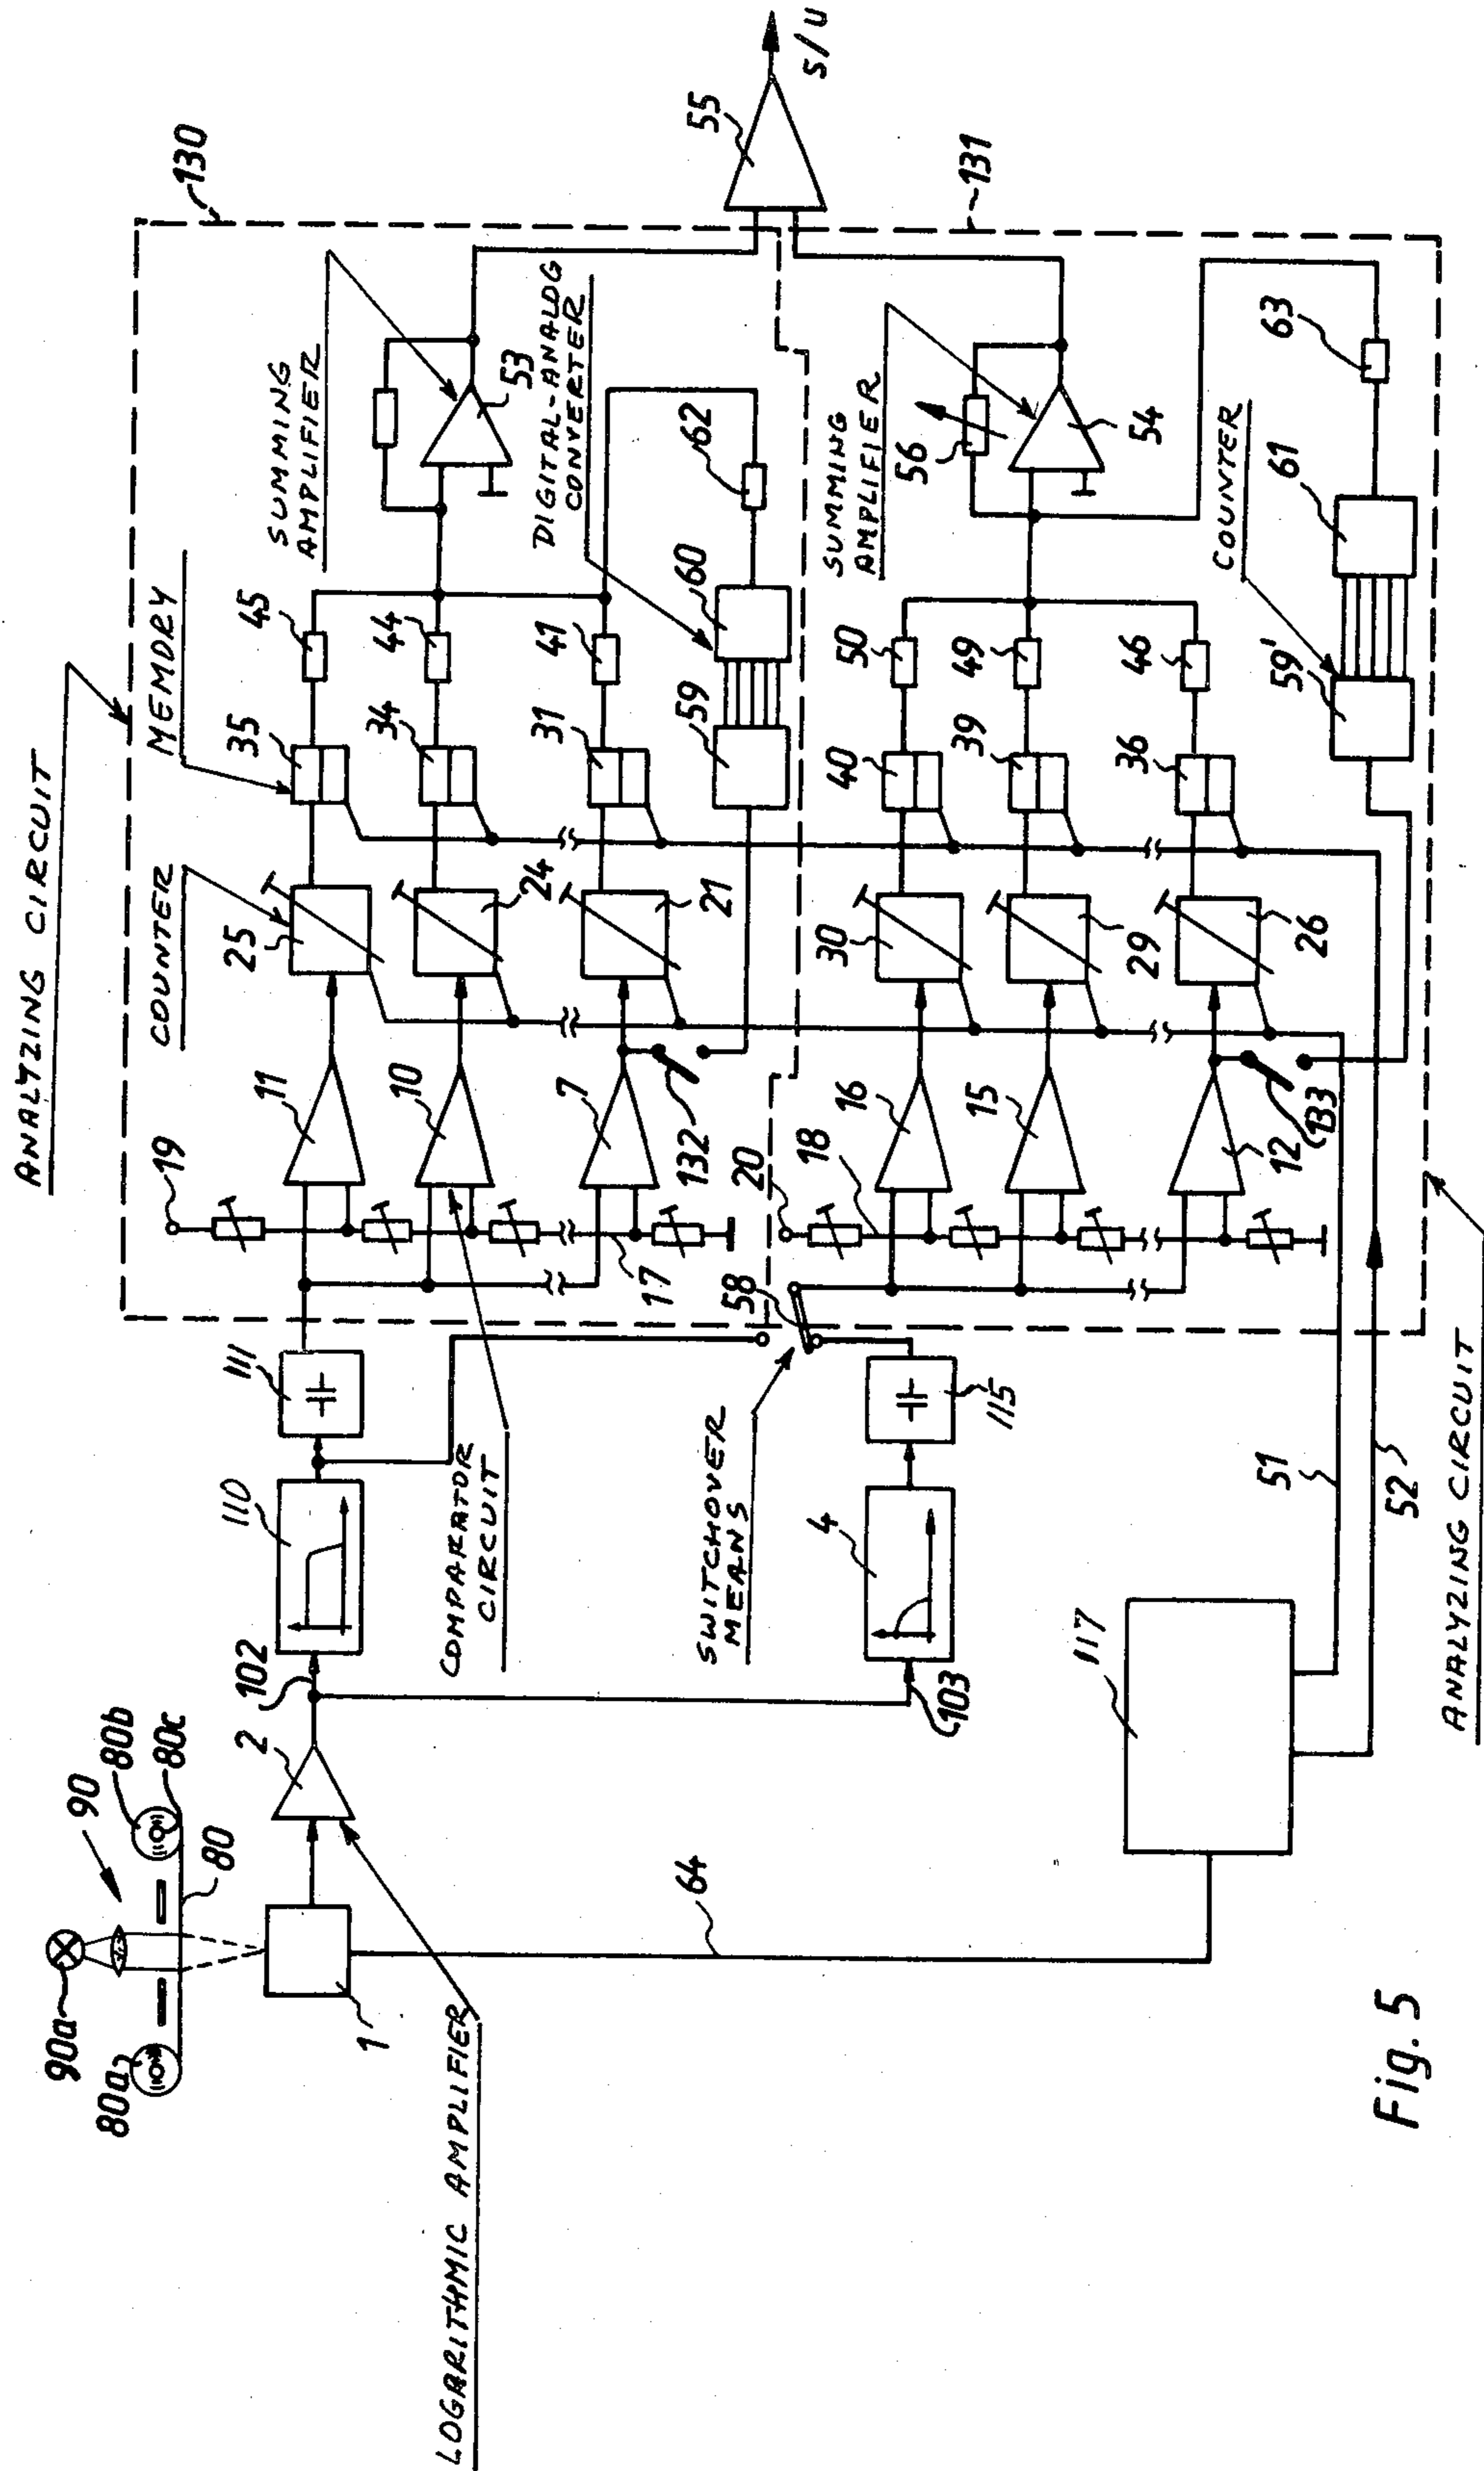 ANALYZING CIRCUIT
130
MEMORY
COUNTER
SUMMING
AMPLIFIER
DIGITAL-ANALOG
CONVERTER
19
11
25
35
45
10
24
34
44
53
7
21
31
41
132
17
59
60
62
55
S/U
131
90
90a
80a
80b
80c
80
1
2
102
110
111
LOGARITHMIC AMPLIFIER
COMPARATOR
CIRCUIT
SWITCHOVER
MEANS
58
20
18
16
30
40
50
15
29
39
49
12
26
36
46
133
SUMMING
AMPLIFIER
56
54
COUNTER
59'
61
63
103
4
115
64
117
51
52
ANALYZING CIRCUIT
Fig. 5